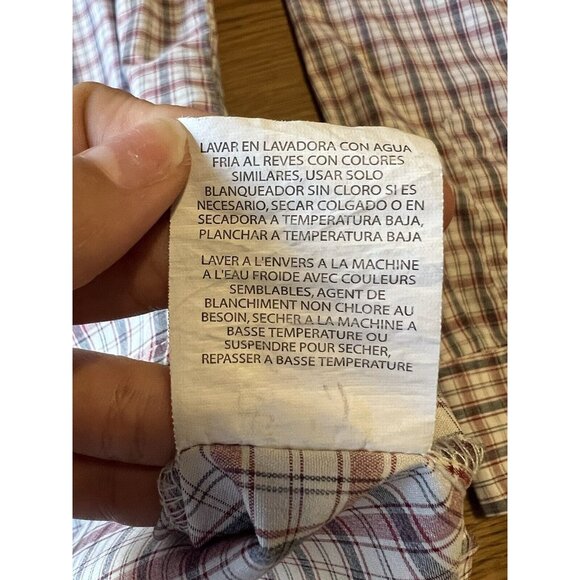 LAVAR EN LAVADORA CON AGUA
FRIA AL REVES CON COLORES
SIMILARES, USAR SOLO
BLANQUEADOR SIN CLORO SI ES
NECESARIO, SECAR COLGADO O EN
SECADORA A TEMPERATURA BAJA,
PLANCHAR A TEMPERATURA BAJA
LAVER A L'ENVERS A LA MACHINE
A L'EAU FROIDE AVEC COULEURS
SEMBLABLES, AGENT DE
BLANCHIMENT NON CHLORE AU
BESOIN, SECHER A LA MACHINE A
BASSE TEMPERATURE OU
SUSPENDRE POUR SECHER,
REPASSER A BASSE TEMPERATURE